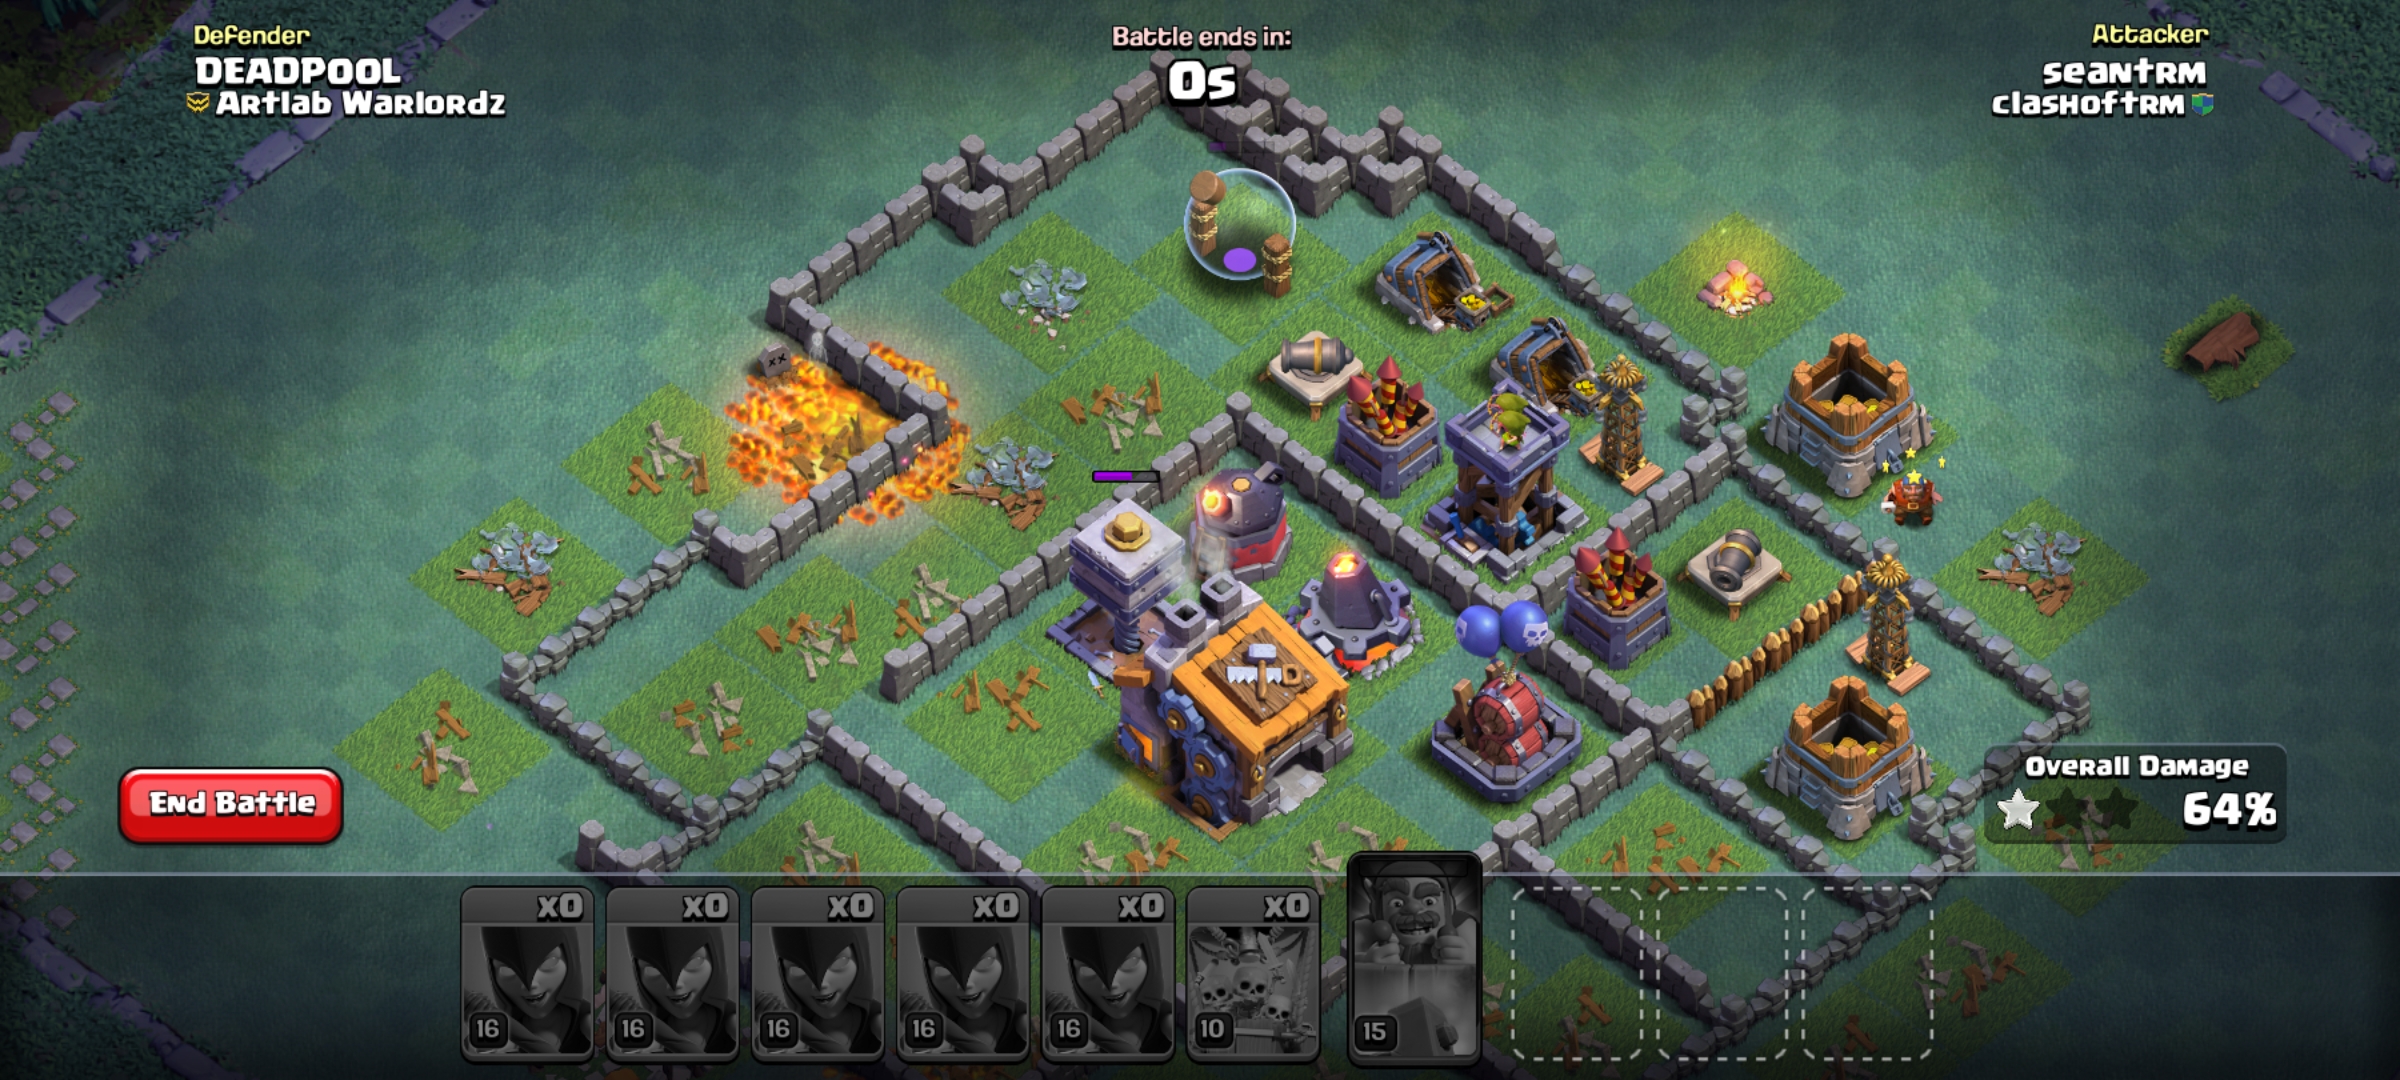 Defender
DEADPOOL
Artlab Warlordz
Battle ends in:
0s
Attacker
seantRM
clashoftRM
End Battle
Overall Damage
64%
x0 x0 x0 x0 x0 x0
16 16 16 16 16 10 15